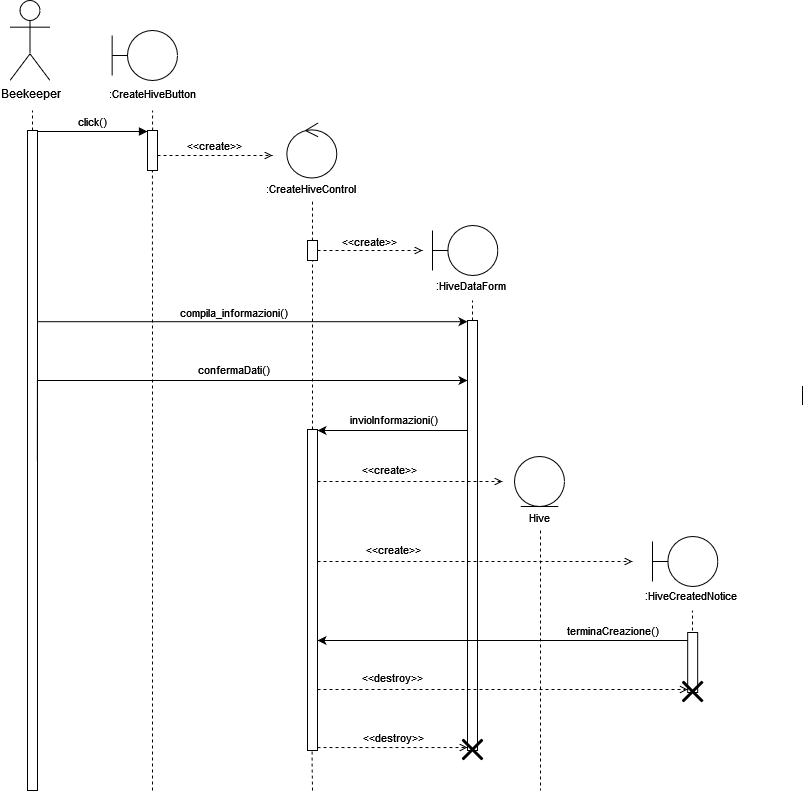 Beekeeper
:CreateHiveButton
click()
<<create>>
:CreateHiveControl
<<create>>
:HiveDataForm
compila_informazioni()
confermaDati()
invioInformazioni()
<<create>>
Hive
<<create>>
:HiveCreatedNotice
terminaCreazione()
<<destroy>>
<<destroy>>